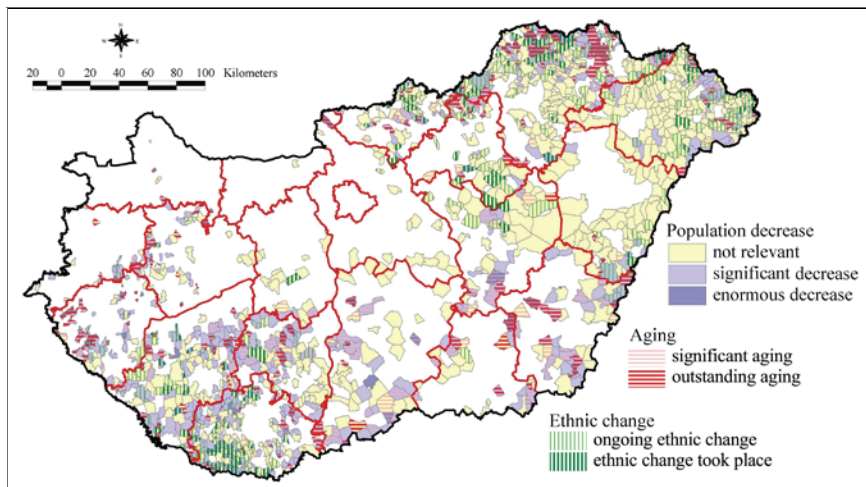 N
W E
S
20 0 20 40 60 80 100 Kilometers
Population decrease
not relevant
significant decrease
enormous decrease
Aging
significant aging
outstanding aging
Ethnic change
ongoing ethnic change
ethnic change took place